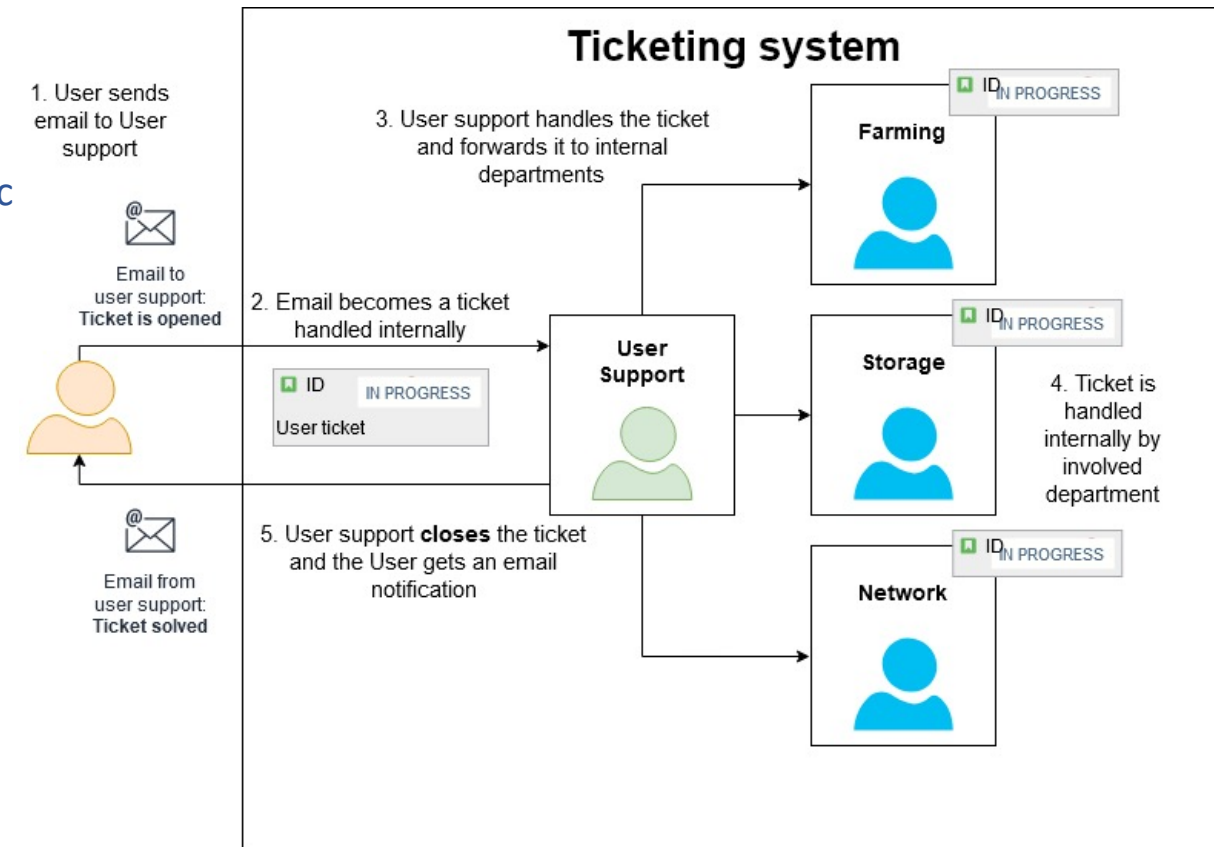 Ticketing system
1. User sends
email to User
support
c
Email to
user support:
Ticket is opened
2. Email becomes a ticket
handled internally
ID
IN PROGRESS
User ticket
3. User support handles the ticket
and forwards it to internal
departments
User
Support
ID
IN PROGRESS
Farming
ID
IN PROGRESS
Storage
ID
IN PROGRESS
Network
4. Ticket is
handled
internally by
involved
department
5. User support closes the ticket
and the User gets an email
notification
Email from
user support:
Ticket solved